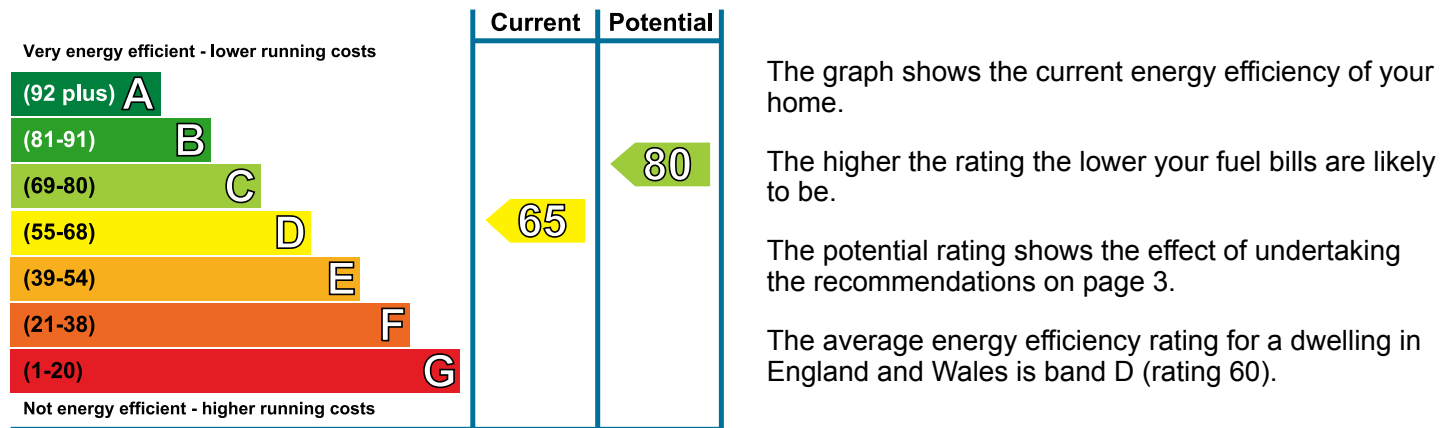 Current Potential
Very energy efficient - lower running costs
(92 plus) A
(81-91) B
(69-80) C
(55-68) D
(39-54) E
(21-38) F
(1-20) G
Not energy efficient - higher running costs
65
80
The graph shows the current energy efficiency of your
home.
The higher the rating the lower your fuel bills are likely
to be.
The potential rating shows the effect of undertaking
the recommendations on page 3.
The average energy efficiency rating for a dwelling in
England and Wales is band D (rating 60).